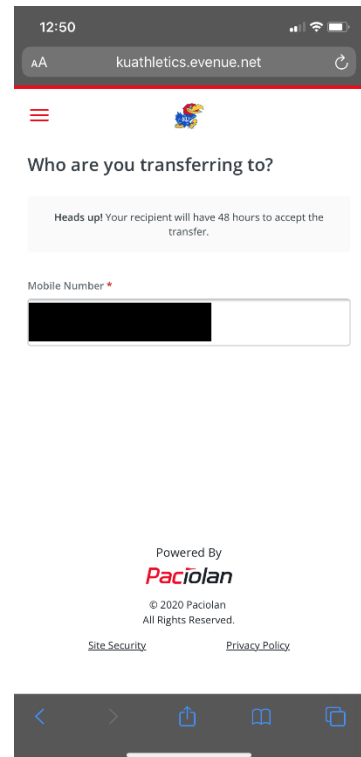 12:50
AA kuathletics.evenue.net
KU
Who are you transferring to?
Heads up! Your recipient will have 48 hours to accept the
transfer.
Mobile Number *
Powered By
Paciolan
© 2020 Paciolan
All Rights Reserved.
Site Security Privacy Policy